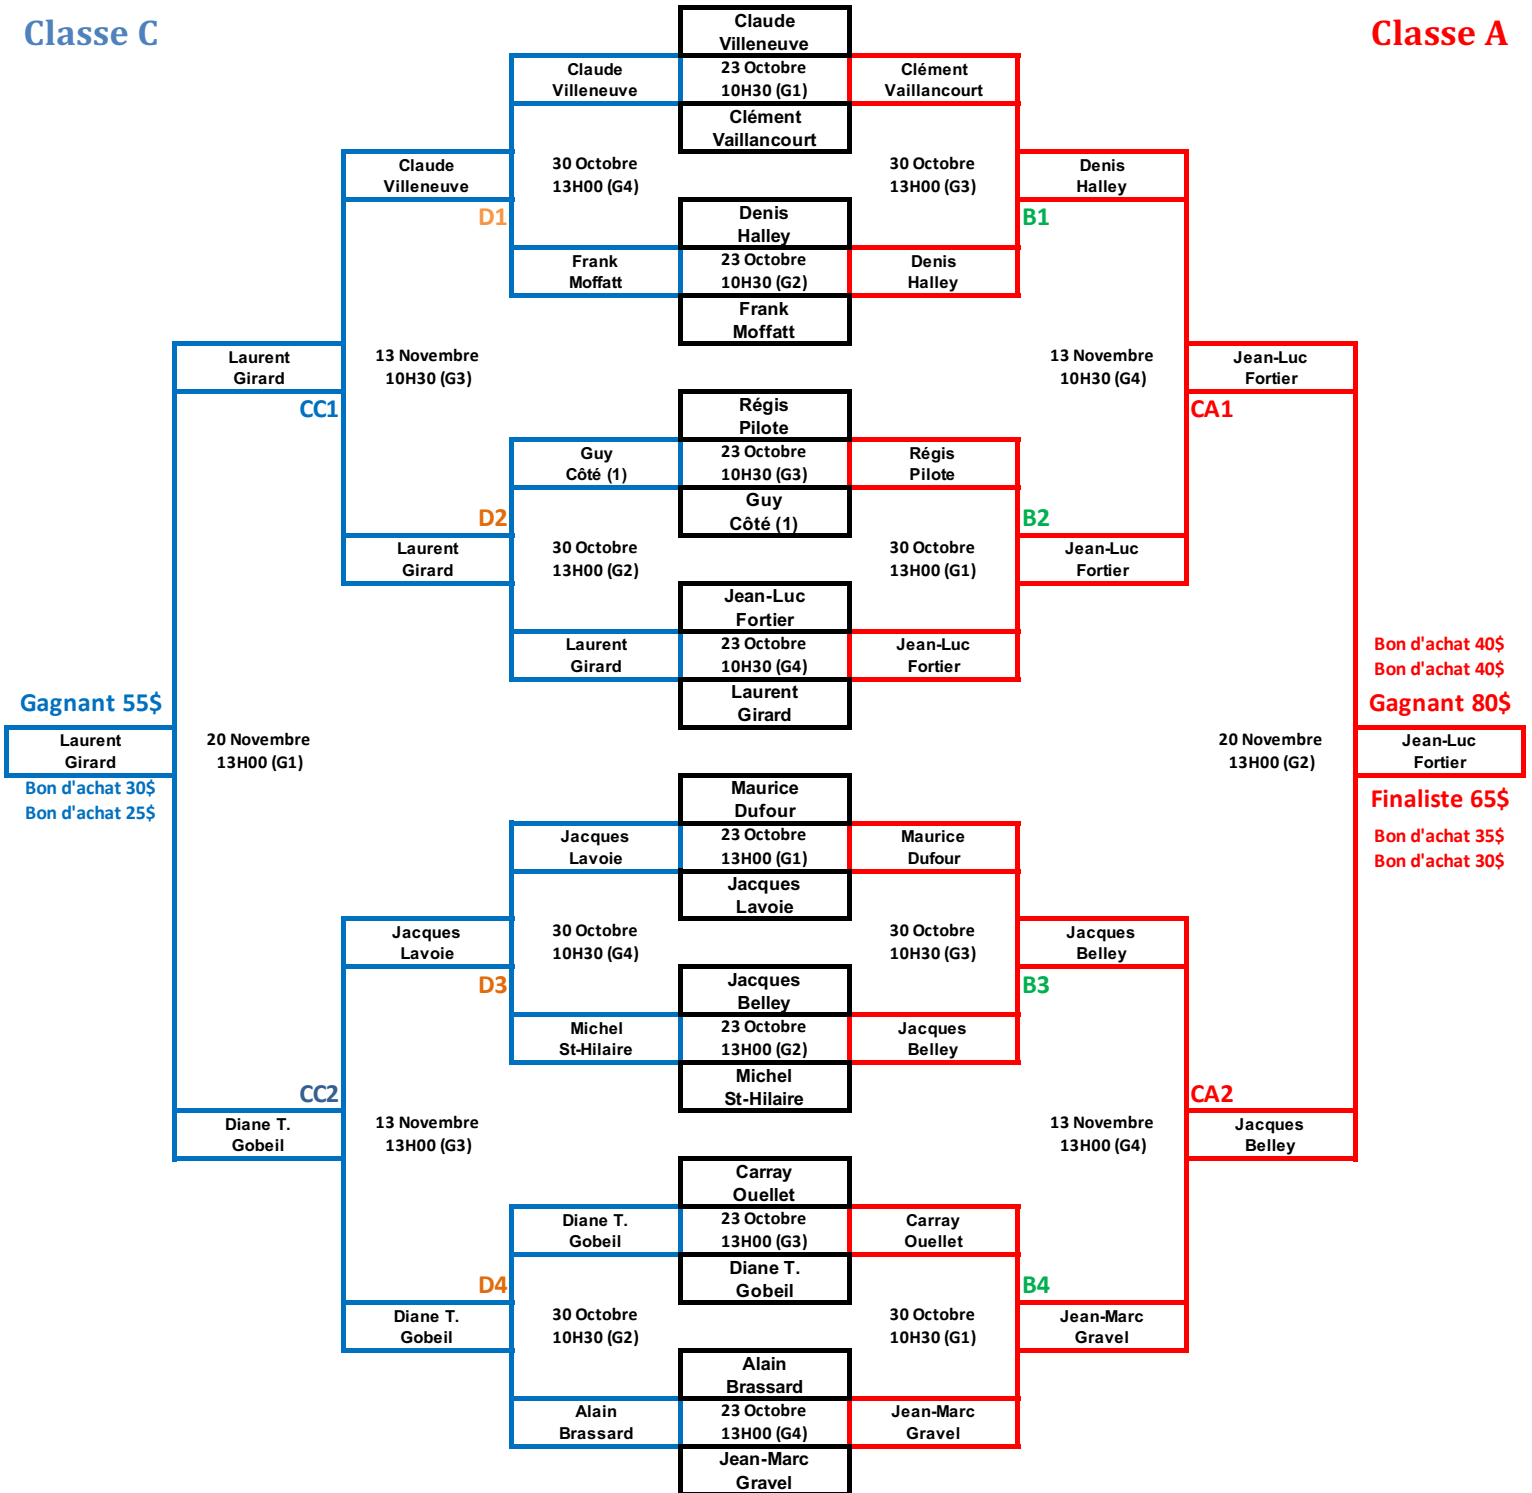 Classe C
Classe A
Claude
Villeneuve
Claude
Villeneuve
23 Octobre
10H30 (G1)
Clément
Vaillancourt
Clément
Vaillancourt
Claude
Villeneuve
30 Octobre
13H00 (G4)
30 Octobre
13H00 (G3)
Denis
Halley
D1
Denis
Halley
B1
Frank
Moffatt
23 Octobre
10H30 (G2)
Denis
Halley
Frank
Moffatt
Laurent
Girard
13 Novembre
10H30 (G3)
13 Novembre
10H30 (G4)
Jean-Luc
Fortier
CC1
Régis
Pilote
CA1
Guy
Côté (1)
23 Octobre
10H30 (G3)
Régis
Pilote
Guy
Côté (1)
D2
B2
Laurent
Girard
30 Octobre
13H00 (G2)
30 Octobre
13H00 (G1)
Jean-Luc
Fortier
Jean-Luc
Fortier
Laurent
Girard
23 Octobre
10H30 (G4)
Jean-Luc
Fortier
Bon d'achat 40$
Bon d'achat 40$
Laurent
Girard
Gagnant 55$
Gagnant 80$
Laurent
Girard
20 Novembre
13H00 (G1)
20 Novembre
13H00 (G2)
Jean-Luc
Fortier
Bon d'achat 30$
Bon d'achat 25$
Maurice
Dufour
Finaliste 65$
Jacques
Lavoie
23 Octobre
13H00 (G1)
Maurice
Dufour
Bon d'achat 35$
Bon d'achat 30$
Jacques
Lavoie
Jacques
Lavoie
30 Octobre
10H30 (G4)
30 Octobre
10H30 (G3)
Jacques
Belley
D3
Jacques
Belley
B3
Michel
St-Hilaire
23 Octobre
13H00 (G2)
Jacques
Belley
Michel
St-Hilaire
CC2
CA2
Diane T.
Gobeil
13 Novembre
13H00 (G3)
13 Novembre
13H00 (G4)
Jacques
Belley
Carray
Ouellet
Diane T.
Gobeil
23 Octobre
13H00 (G3)
Carray
Ouellet
Diane T.
Gobeil
D4
B4
Diane T.
Gobeil
30 Octobre
10H30 (G2)
30 Octobre
10H30 (G1)
Jean-Marc
Gravel
Alain
Brassard
Alain
Brassard
23 Octobre
13H00 (G4)
Jean-Marc
Gravel
Jean-Marc
Gravel